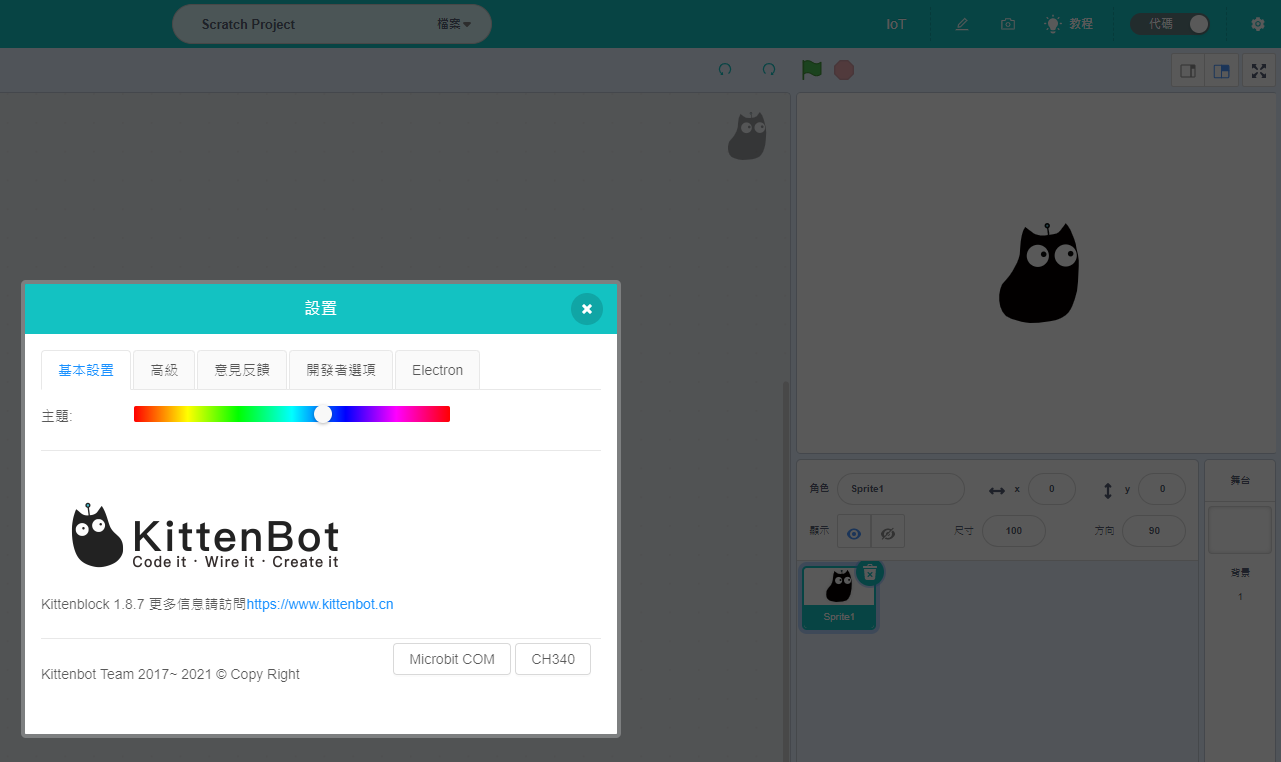 Scratch Project
檔案
IoT
教程
代碼
設置
基本設置
高級
意見反饋
開發者選項
Electron
主題:
KittenBot
Code it · Wire it · Create it
Kittenblock 1.8.7 更多信息請訪問https://www.kittenbot.cn
Microbit COM
CH340
Kittenbot Team 2017~ 2021 © Copy Right
角色
Sprite1
x
0
y
0
顯示
尺寸
100
方向
90
Sprite1
舞台
背景
1